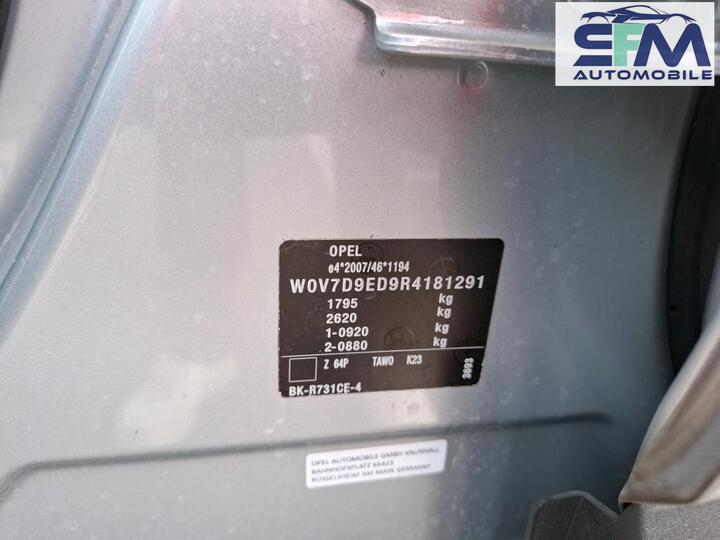 SFM
AUTOMOBILE
OPEL
e4*2007/46*1194
W0V7D9ED9R4181291
1795 kg
2620 kg
1-0920 kg
2-0880 kg
Z 64P TAWO K23
3693
BK-R731CE-4
OPEL AUTOMOBILE GMBH VAUXHALL
BAHNHOFSPLATZ 65423
RÜSSELSHEIM AM MAIN GERMANY